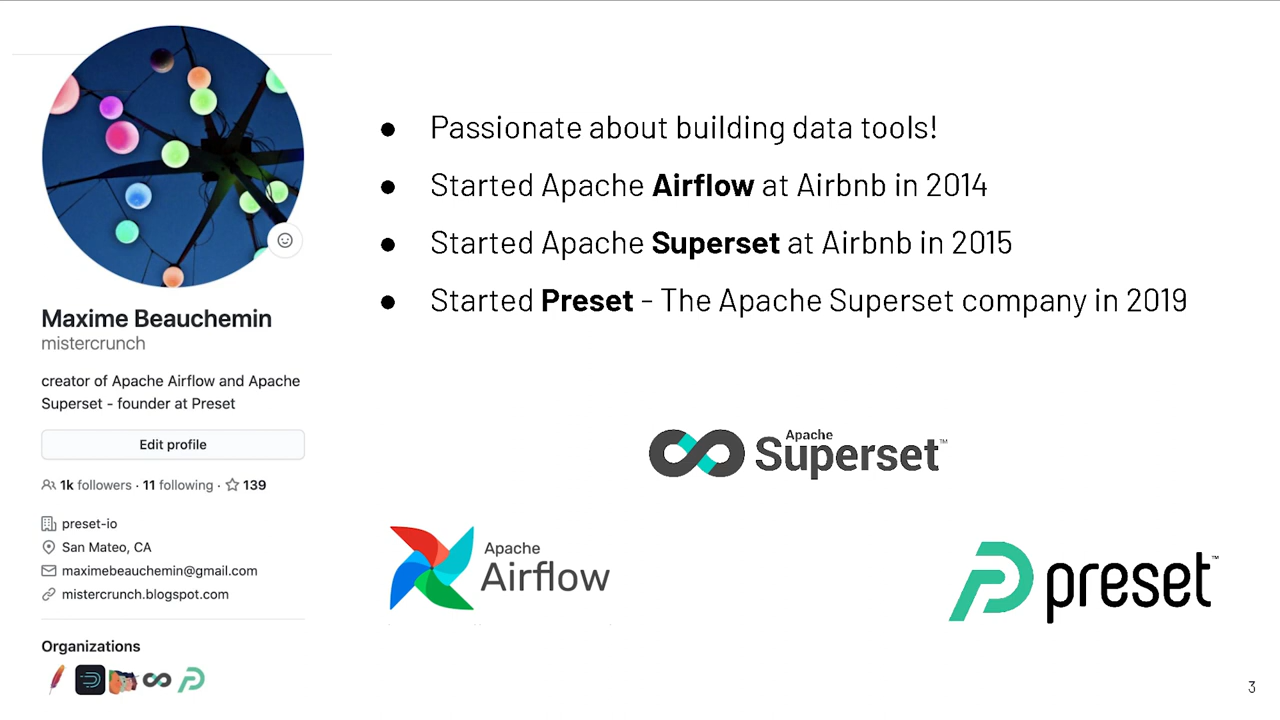 Maxime Beauchemin
mistercrunch
creator of Apache Airflow and Apache
Superset - founder at Preset
Edit profile
1k followers · 11 following · 139
preset-io
San Mateo, CA
maximebeauchemin@gmail.com
mistercrunch.blogspot.com
Organizations
● Passionate about building data tools!
● Started Apache Airflow at Airbnb in 2014
● Started Apache Superset at Airbnb in 2015
● Started Preset - The Apache Superset company in 2019
Apache
Superset™
Apache
Airflow
preset™
3